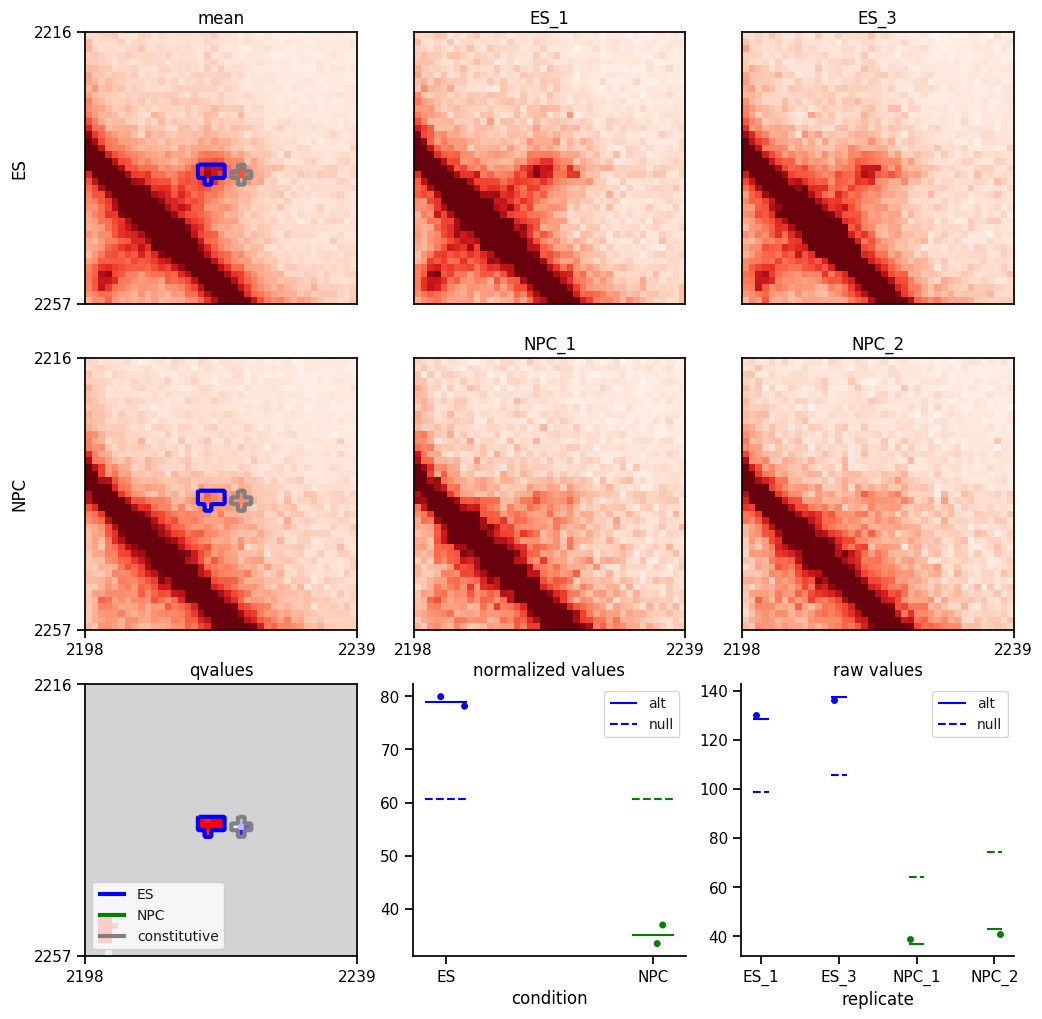 mean
ES_1
ES_3
2216
ES
2257
NPC_1
NPC_2
2216
NPC
2257
2198
2239
2198
2239
2198
2239
qvalues
normalized values
raw values
2216
2257
2198
2239
ES
NPC
constitutive
80
70
60
50
40
alt
null
ES
NPC
condition
140
120
100
80
60
40
alt
null
ES_1
ES_3
NPC_1
NPC_2
replicate